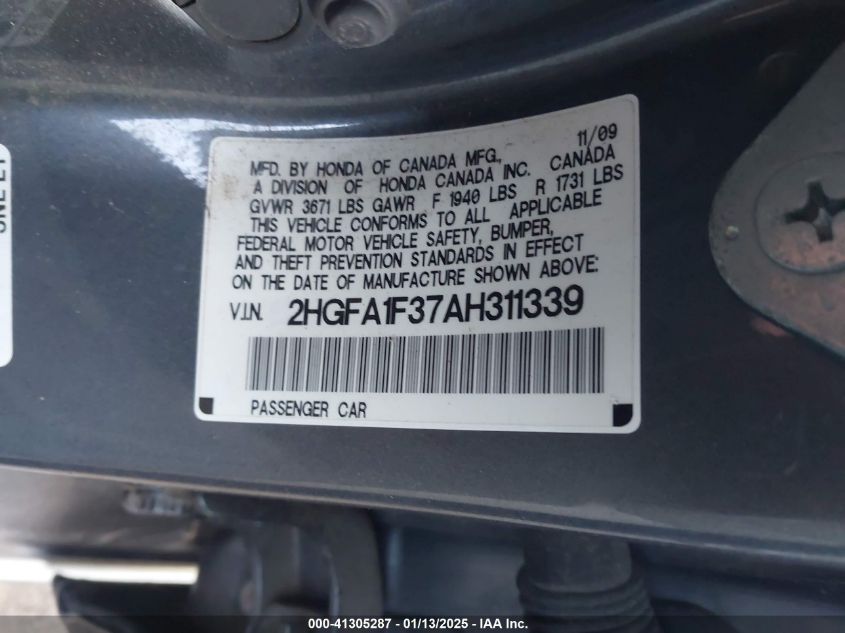 11/09
MFD. BY HONDA OF CANADA MFG.,
A DIVISION OF HONDA CANADA INC. CANADA
GVWR 3671 LBS GAWR F 1940 LBS R 1731 LBS
THIS VEHICLE CONFORMS TO ALL APPLICABLE
FEDERAL MOTOR VEHICLE SAFETY, BUMPER,
AND THEFT PREVENTION STANDARDS IN EFFECT
ON THE DATE OF MANUFACTURE SHOWN ABOVE:
V.I.N. 2HGFA1F37AH311339
PASSENGER CAR
000-41305287 - 01/13/2025 - IAA Inc.